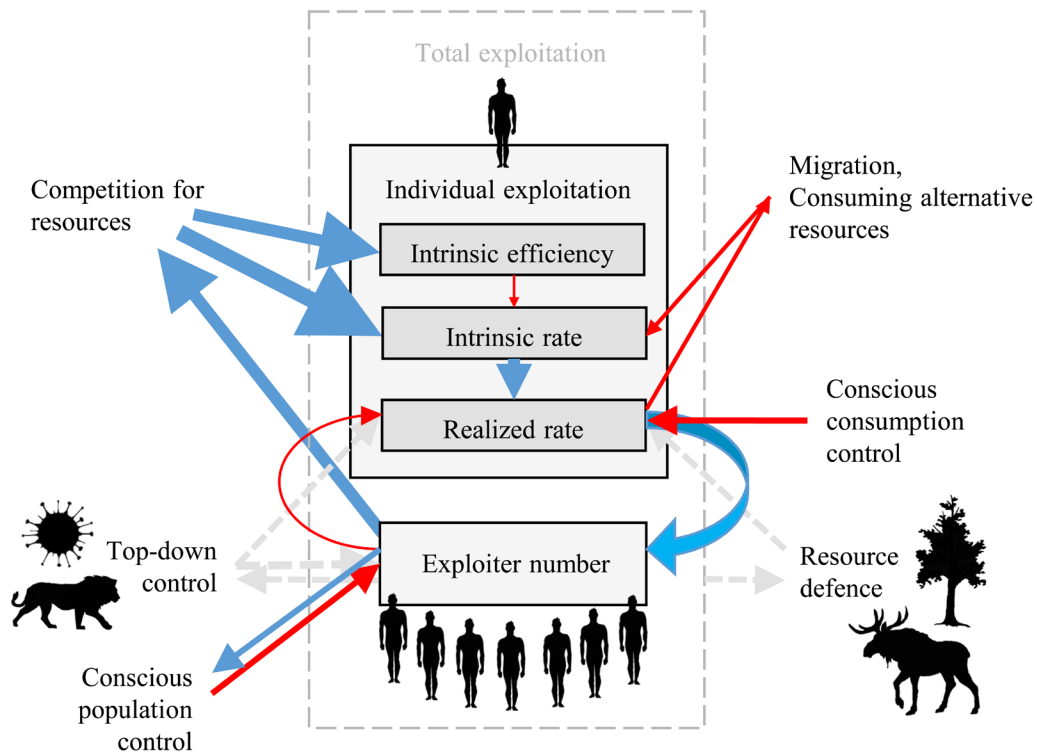 Total exploitation
Individual exploitation
Intrinsic efficiency
Intrinsic rate
Realized rate
Exploiter number
Competition for
resources
Migration,
Consuming alternative
resources
Conscious
consumption
control
Top-down
control
Resource
defence
Conscious
population
control